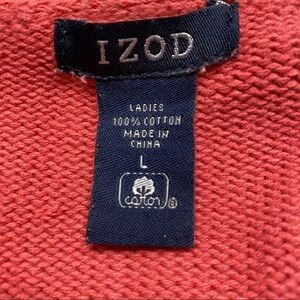 IZOD
LADIES
100% COTTON
MADE IN
CHINA
L
cotton ®